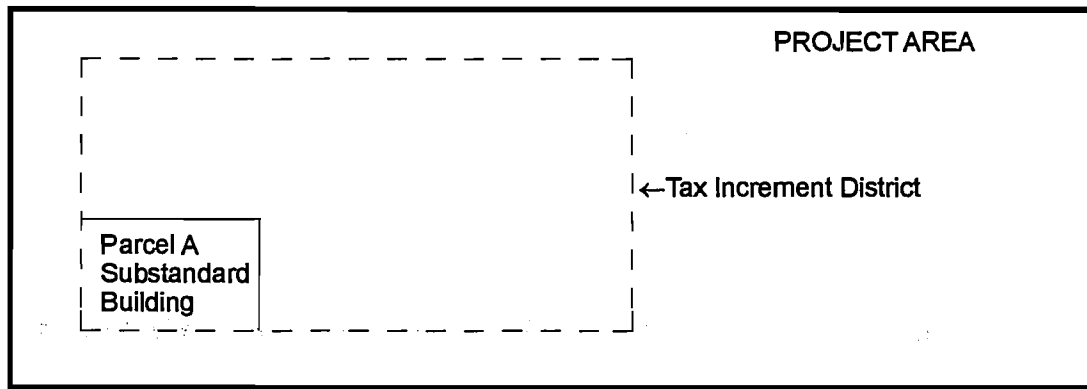 PROJECT AREA
←Tax Increment District
Parcel A
Substandard
Building